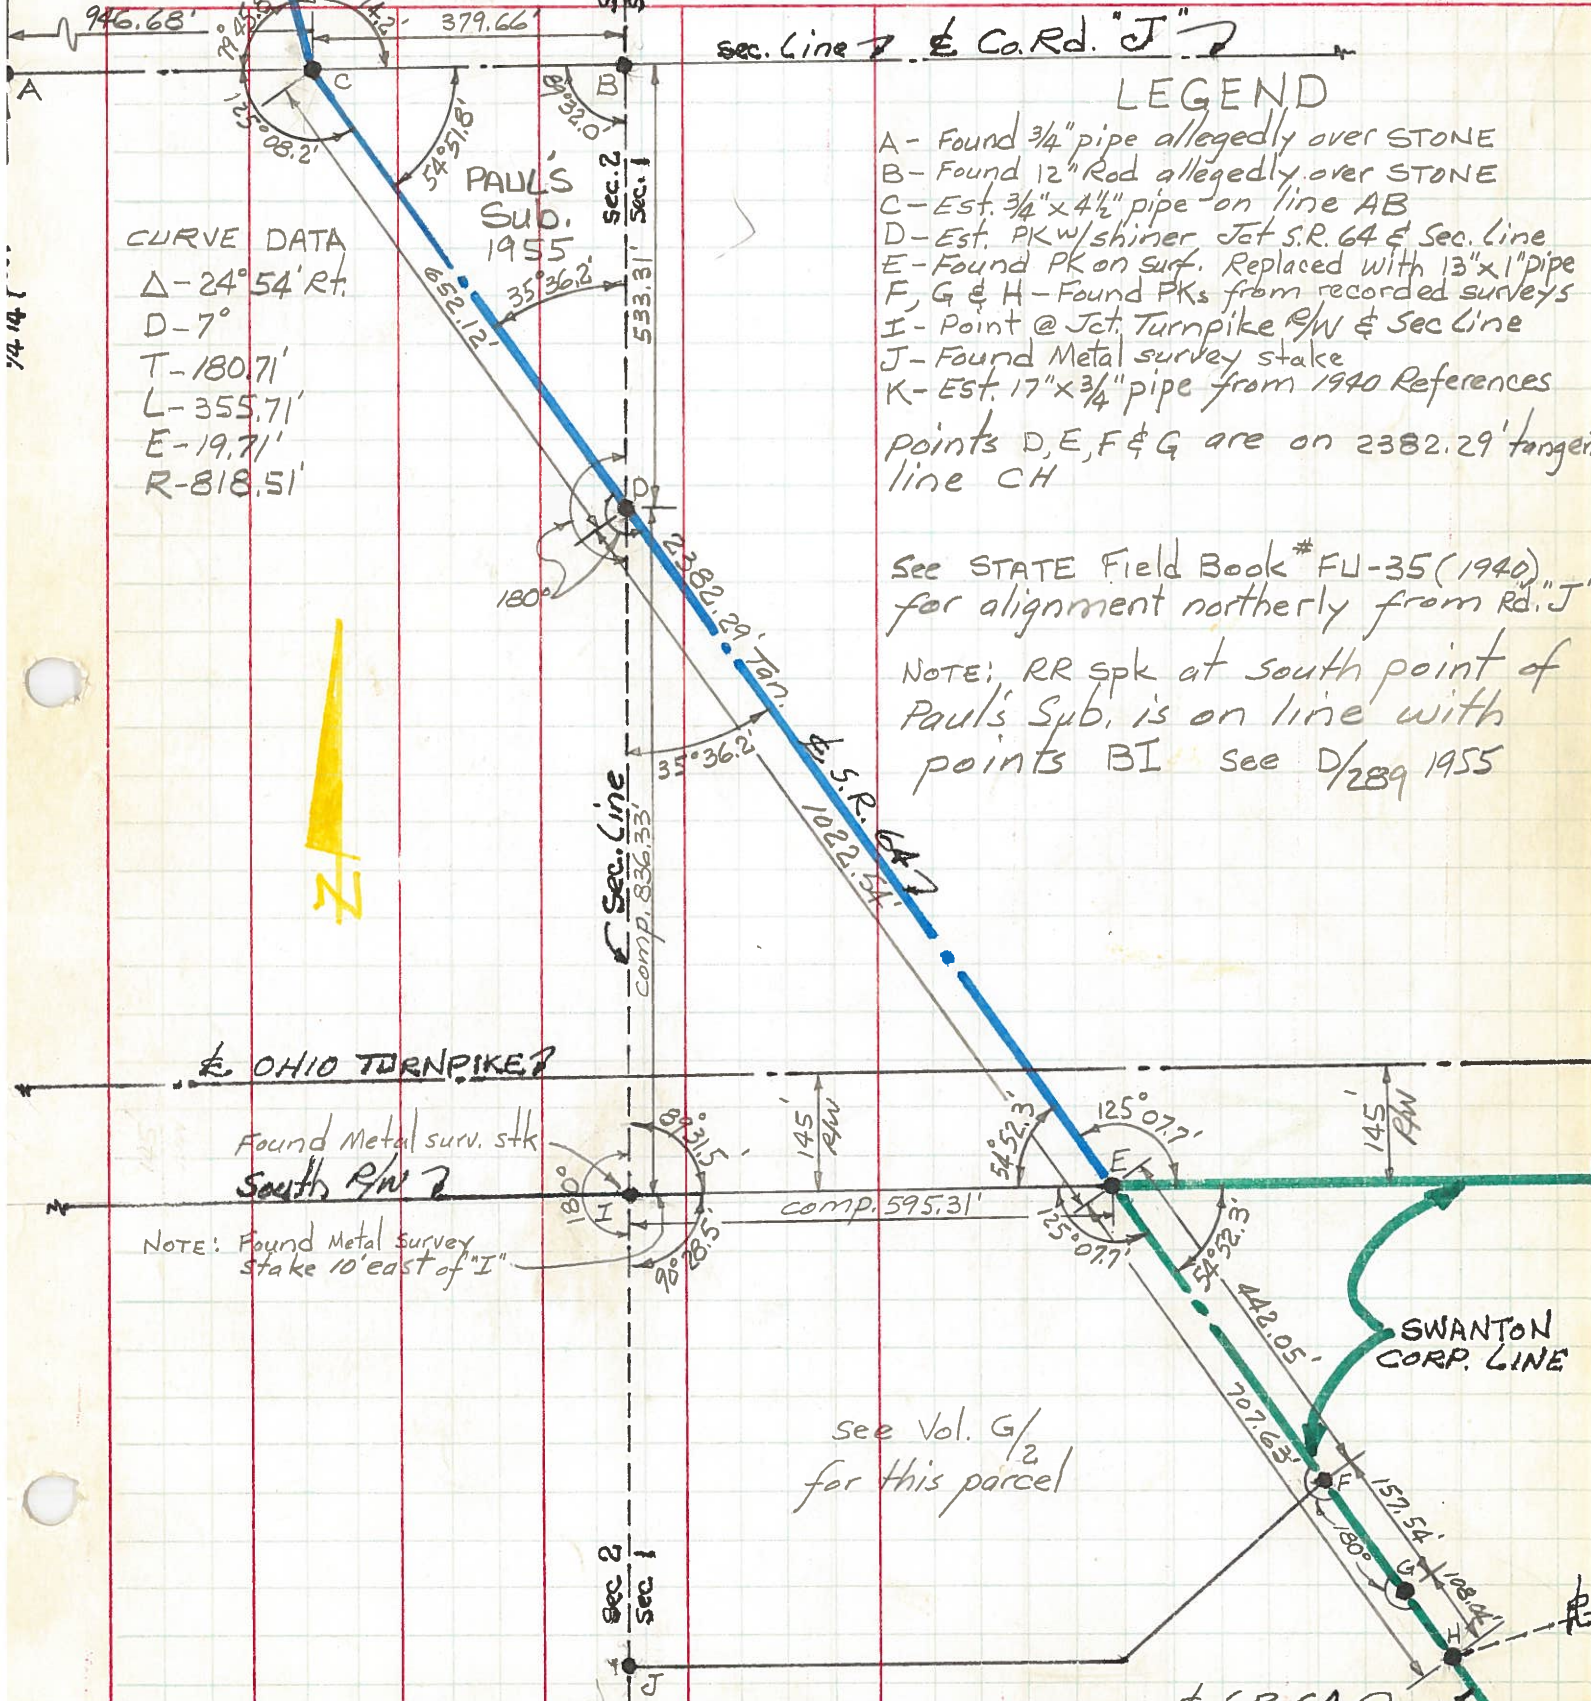 946.68'
379.66'
sec. Line
℄ Co. Rd. "J"
79°45.8'
A
C
B
125°08.2'
54°51.8'
89°32.0'
PAUL'S
Sub.
1955
Sec. 2
Sec. 1
35°36.2'
652.12'
533.31'
CURVE DATA
Δ - 24°54' Rt.
D - 7°
T - 180.71'
L - 355.71'
E - 19.71'
R - 818.51'
LEGEND
A - Found 3/4" pipe allegedly over STONE
B - Found 12" Rod allegedly over STONE
C - Est. 3/4" x 4 1/2" pipe on line AB
D - Est. PK w/ shiner, Jct S.R. 64 & Sec. Line
E - Found PK on surf. Replaced with 13" x 1" pipe
F, G & H - Found PKs from recorded surveys
I - Point @ Jct. Turnpike R/W & Sec Line
J - Found Metal survey stake
K - Est. 17" x 3/4" pipe from 1940 References
points D, E, F & G are on 2382.29' tangen
line CH
See STATE Field Book #FU-35 (1940)
for alignment northerly from Rd. "J"
NOTE: RR spk at south point of
Paul's Sub. is on line with
points BI see D/289 1955
D
180°
2382.29' Tan.
35°36.2'
℄ S.R. 64
1022.54'
Sec. Line
comp. 836.33'
N
℄ OHIO TURNPIKE
145'
R/W
145'
R/W
Found Metal surv. stk
South R/W
NOTE: Found Metal Survey
stake 10' east of "I"
180°
I
89°31.5'
90°28.5'
comp. 595.31'
54°52.3'
125°07.7'
E
125°07.7'
54°52.3'
442.05'
707.63'
SWANTON
CORP. LINE
see Vol. G/2
for this parcel
F
157.54'
180°
G
108.04'
H
Sec 2
Sec 1
J